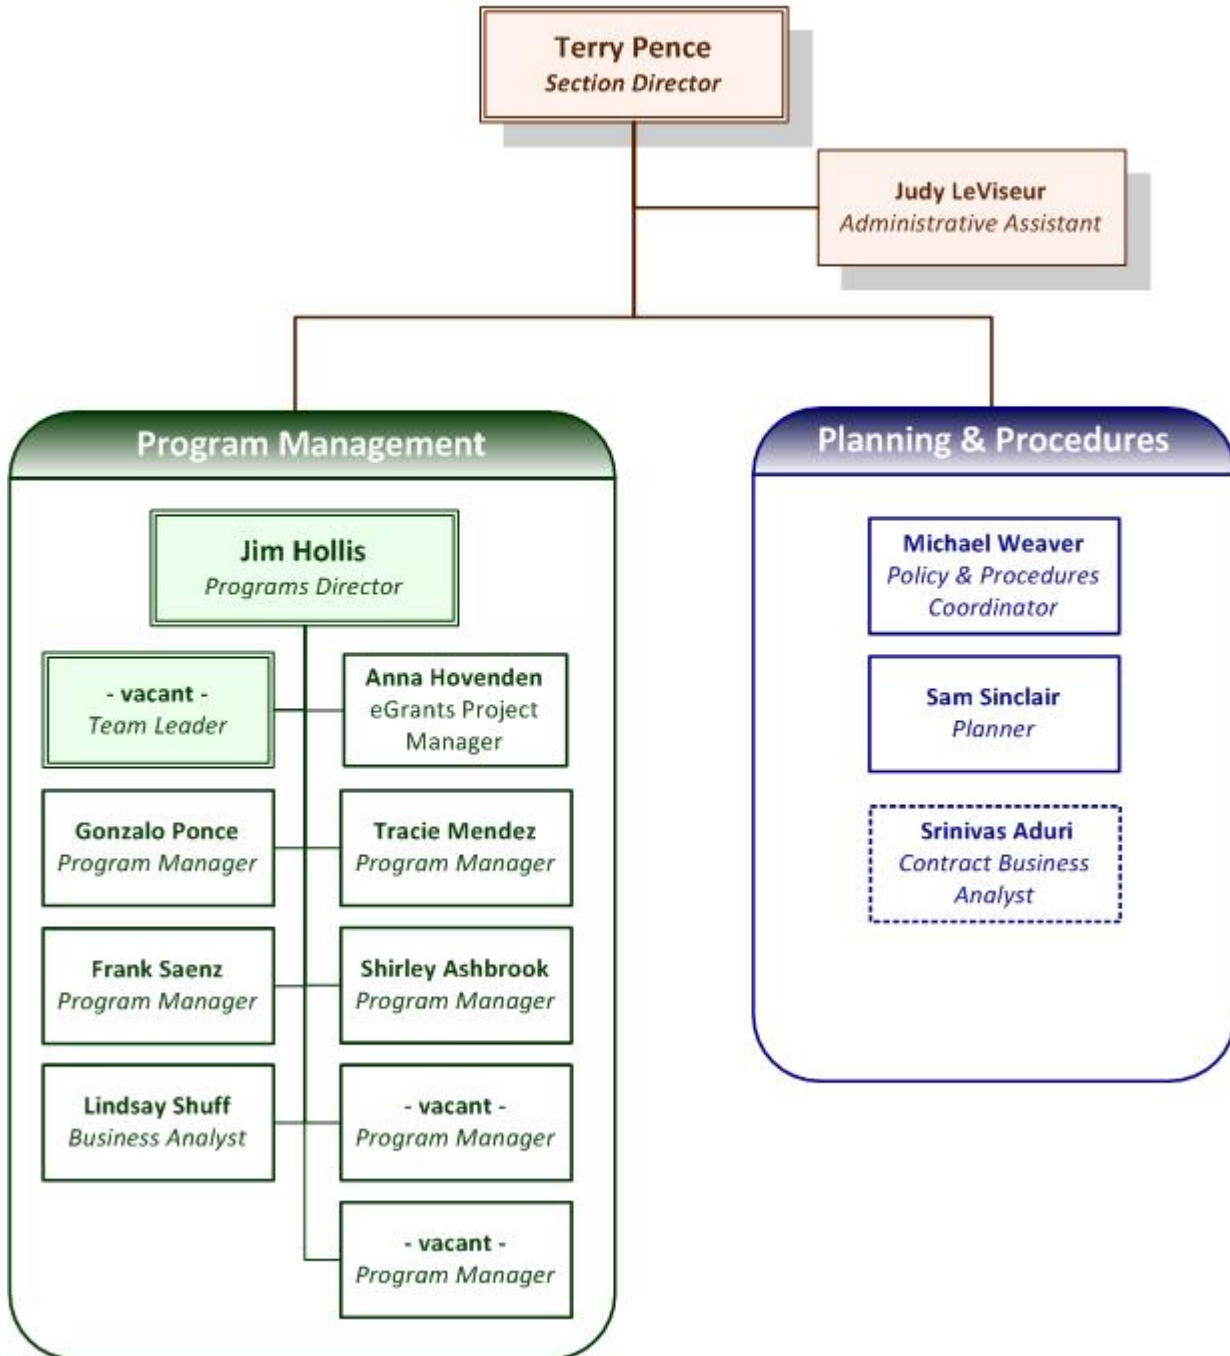 Terry Pence
Section Director
Judy LeViseur
Administrative Assistant
Program Management
Jim Hollis
Programs Director
- vacant -
Team Leader
Anna Hovenden
eGrants Project
Manager
Gonzalo Ponce
Program Manager
Tracie Mendez
Program Manager
Frank Saenz
Program Manager
Shirley Ashbrook
Program Manager
Lindsay Shuff
Business Analyst
- vacant -
Program Manager
- vacant -
Program Manager
Planning & Procedures
Michael Weaver
Policy & Procedures
Coordinator
Sam Sinclair
Planner
Srinivas Aduri
Contract Business
Analyst